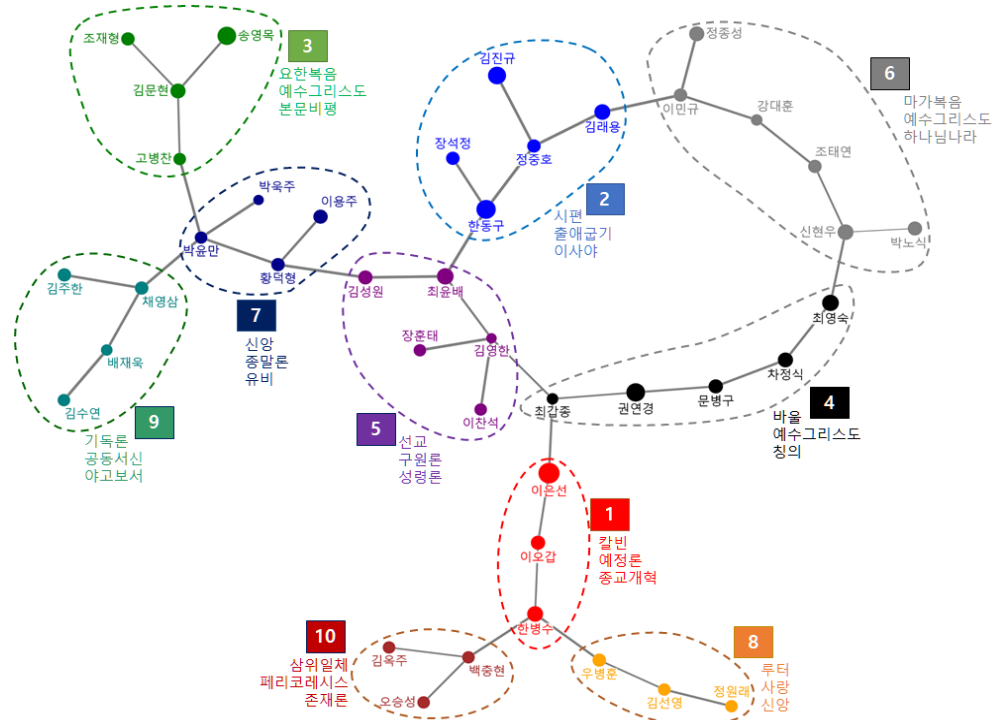 조재형
송영목
3
요한복음
예수그리스도
본문비평
김문현
고병찬
김진규
김래용
장석정
정중호
한동구
2
시편
출애굽기
이사야
정종성
이민규
6
마가복음
예수그리스도
하나님나라
강대훈
조태연
신현우
박노식
박욱주
이용주
박윤만
황덕형
7
신앙
종말론
유비
김주한
채영삼
배재욱
김수연
9
기독론
공동서신
야고보서
김성원
최윤배
장훈태
김영한
이찬석
5
선교
구원론
성령론
최영숙
차정식
최갑종
권연경
문병구
4
바울
예수그리스도
칭의
이은선
1
칼빈
예정론
종교개혁
이오갑
한병수
10
삼위일체
페리코레시스
존재론
김옥주
백충현
오승성
8
루터
사랑
신앙
우병훈
김선영
정원래